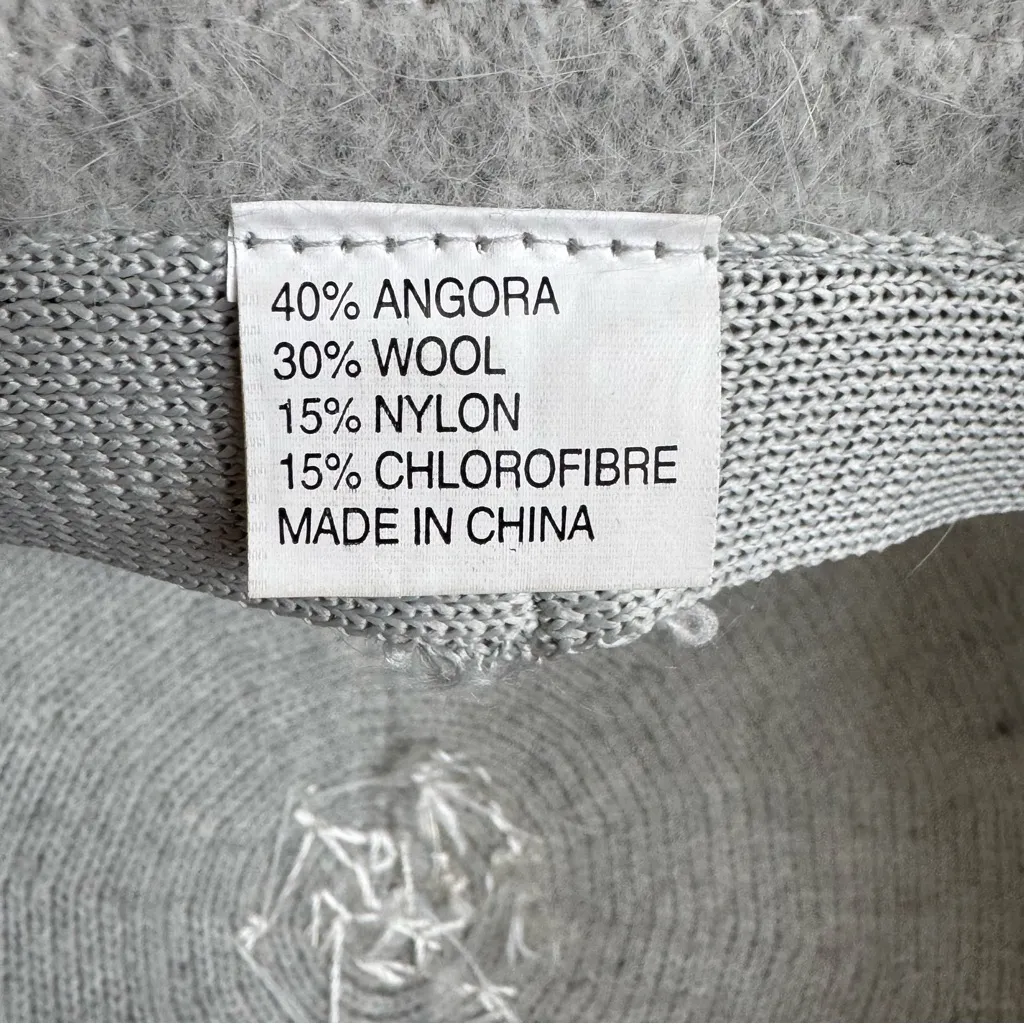 40% ANGORA
30% WOOL
15% NYLON
15% CHLOROFIBRE
MADE IN CHINA